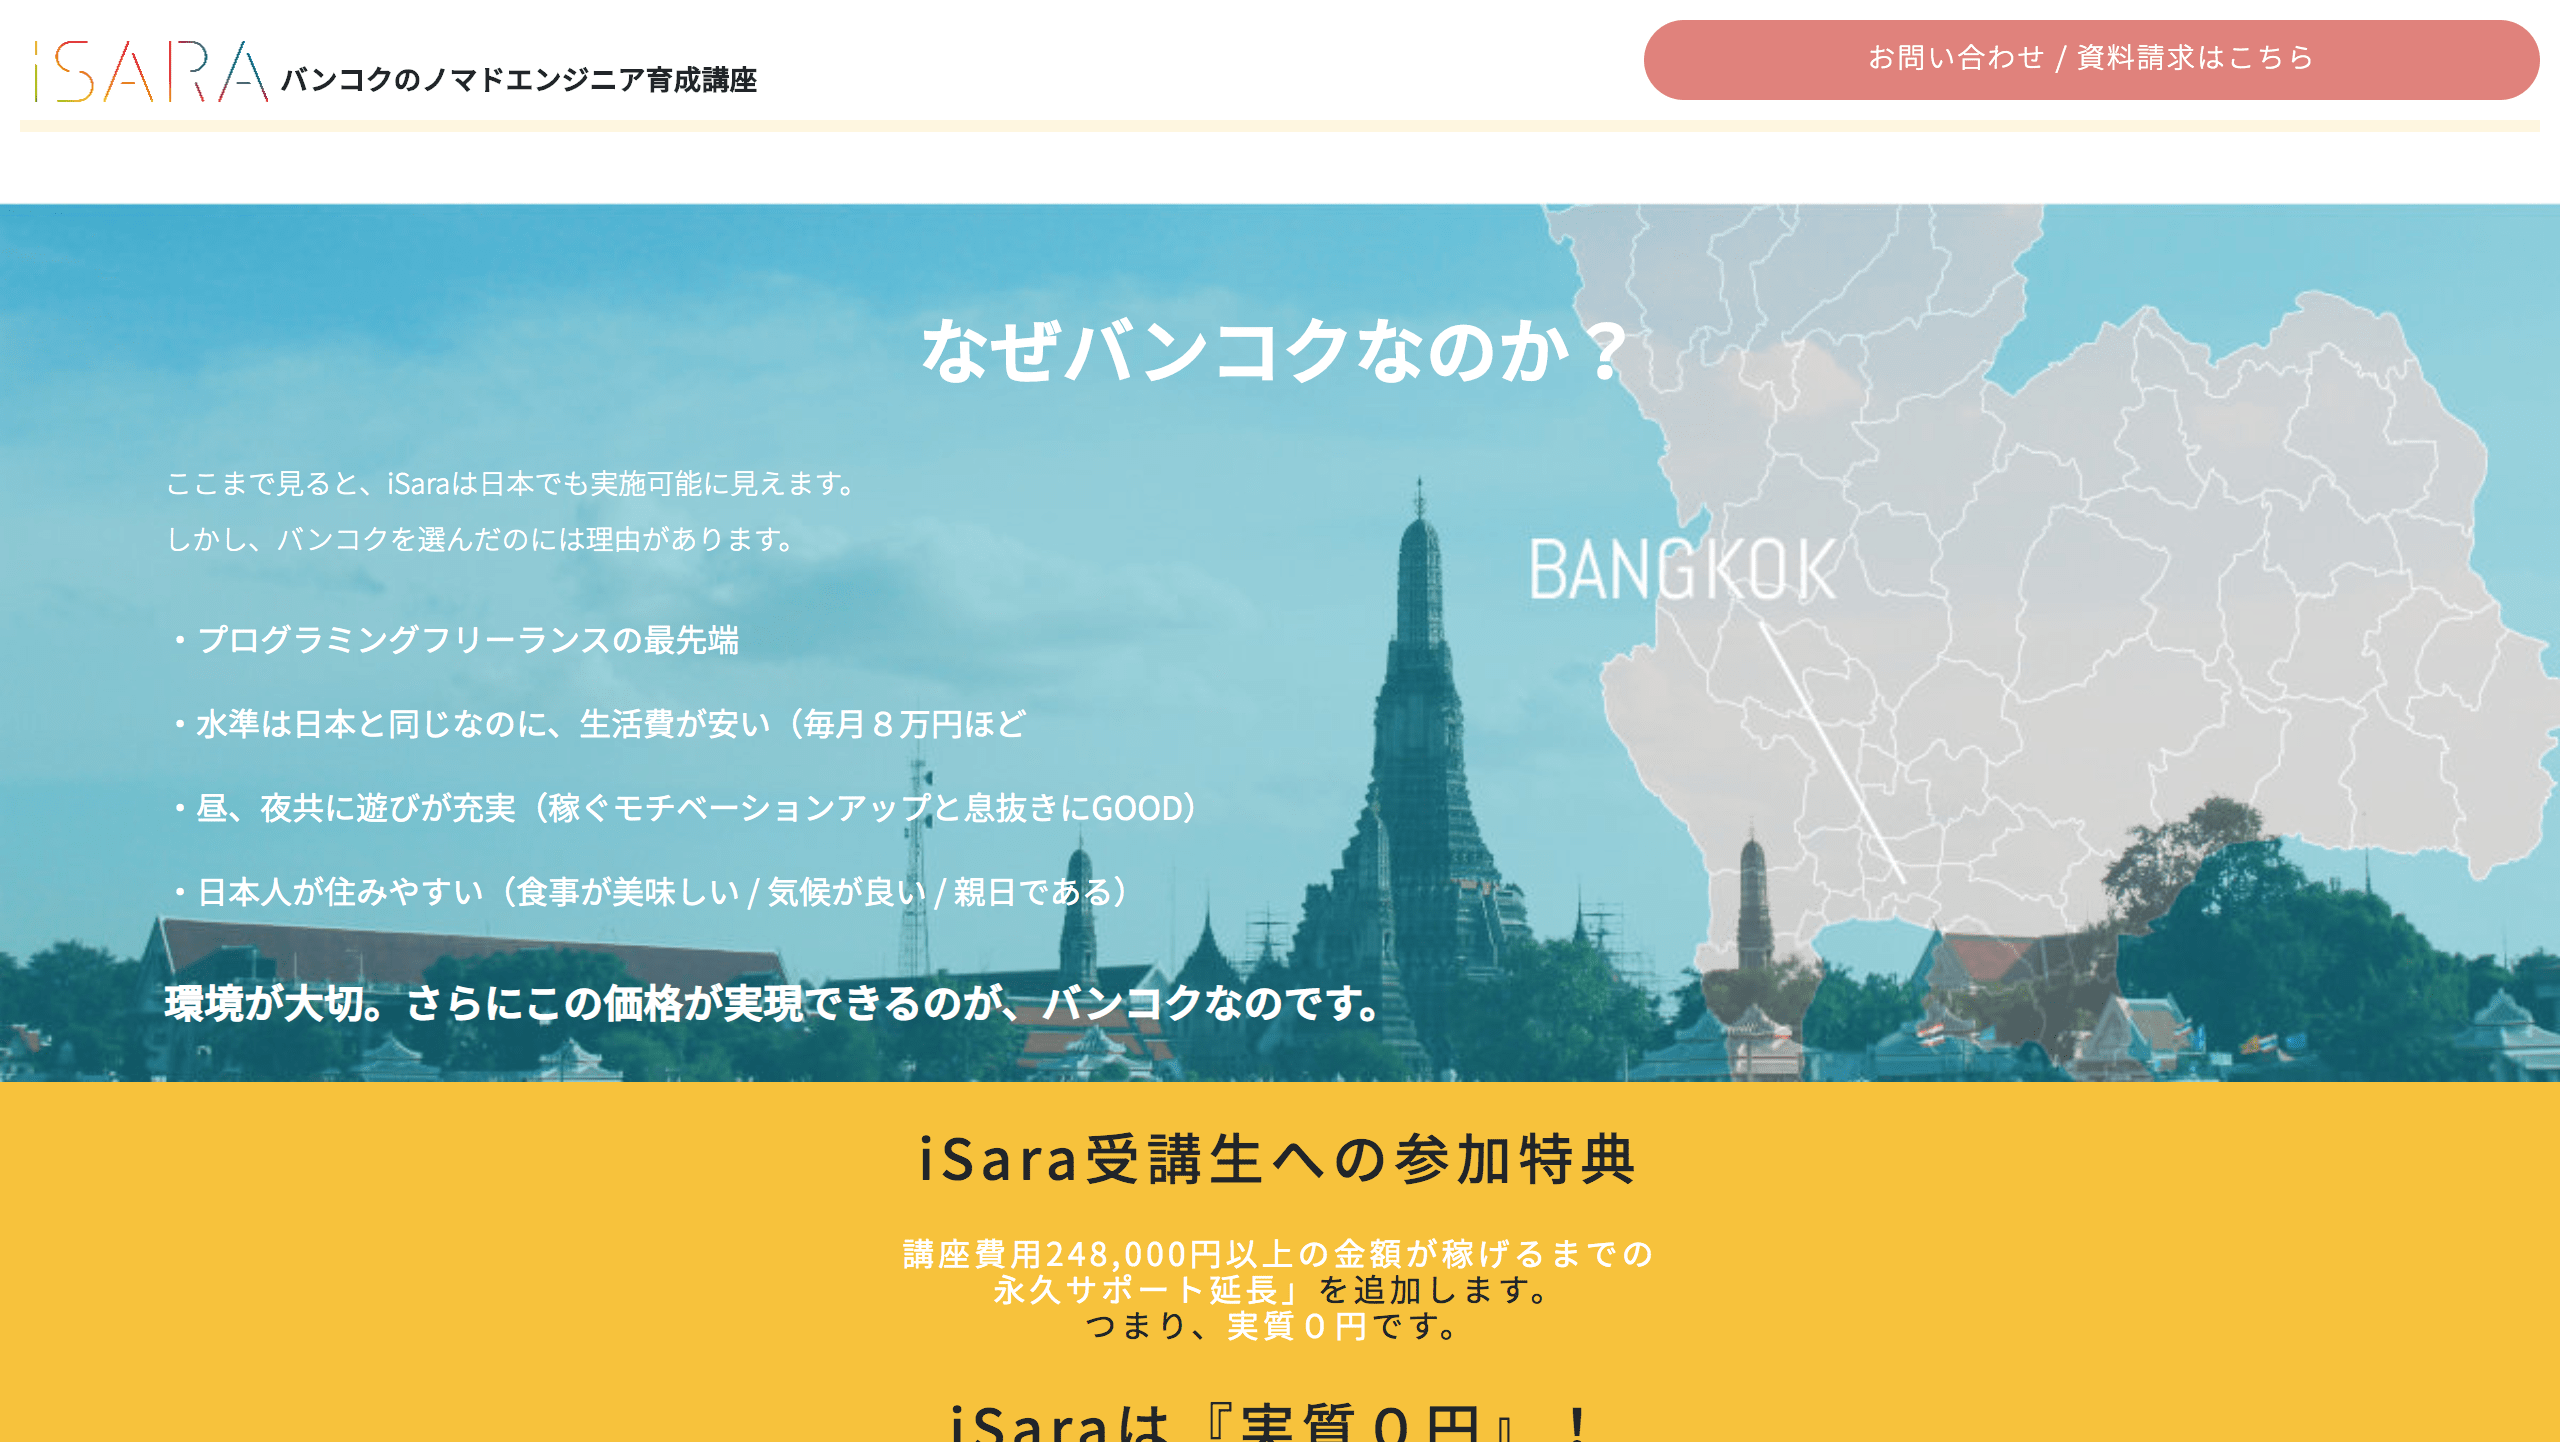 iSARA バンコクのノマドエンジニア育成講座
お問い合わせ / 資料請求はこちら
なぜバンコクなのか？
ここまで見ると、iSaraは日本でも実施可能に見えます。
しかし、バンコクを選んだのには理由があります。
BANGKOK
・プログラミングフリーランスの最先端
・水準は日本と同じなのに、生活費が安い（毎月８万円ほど
・昼、夜共に遊びが充実（稼ぐモチベーションアップと息抜きにGOOD）
・日本人が住みやすい（食事が美味しい / 気候が良い / 親日である）
環境が大切。さらにこの価格が実現できるのが、バンコクなのです。
iSara受講生への参加特典
講座費用248,000円以上の金額が稼げるまでの
永久サポート延長」を追加します。
つまり、実質０円です。
iSaraは『実質０円』！